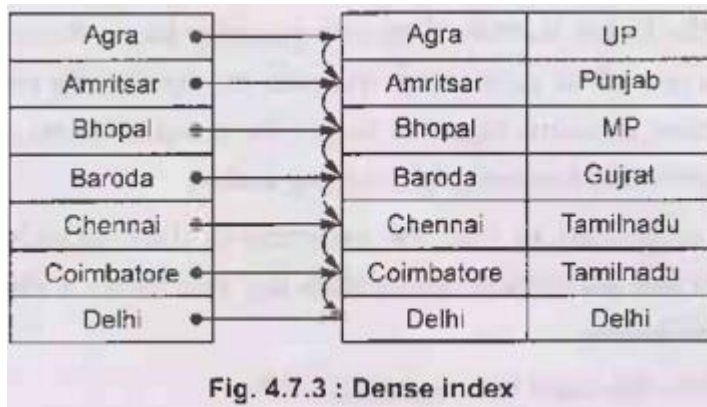 Agra Agra UP
Amritsar Amritsar Punjab
Bhopal Bhopal MP
Baroda Baroda Gujrat
Chennai Chennai Tamilnadu
Coimbatore Coimbatore Tamilnadu
Delhi Delhi Delhi
Fig. 4.7.3 : Dense index